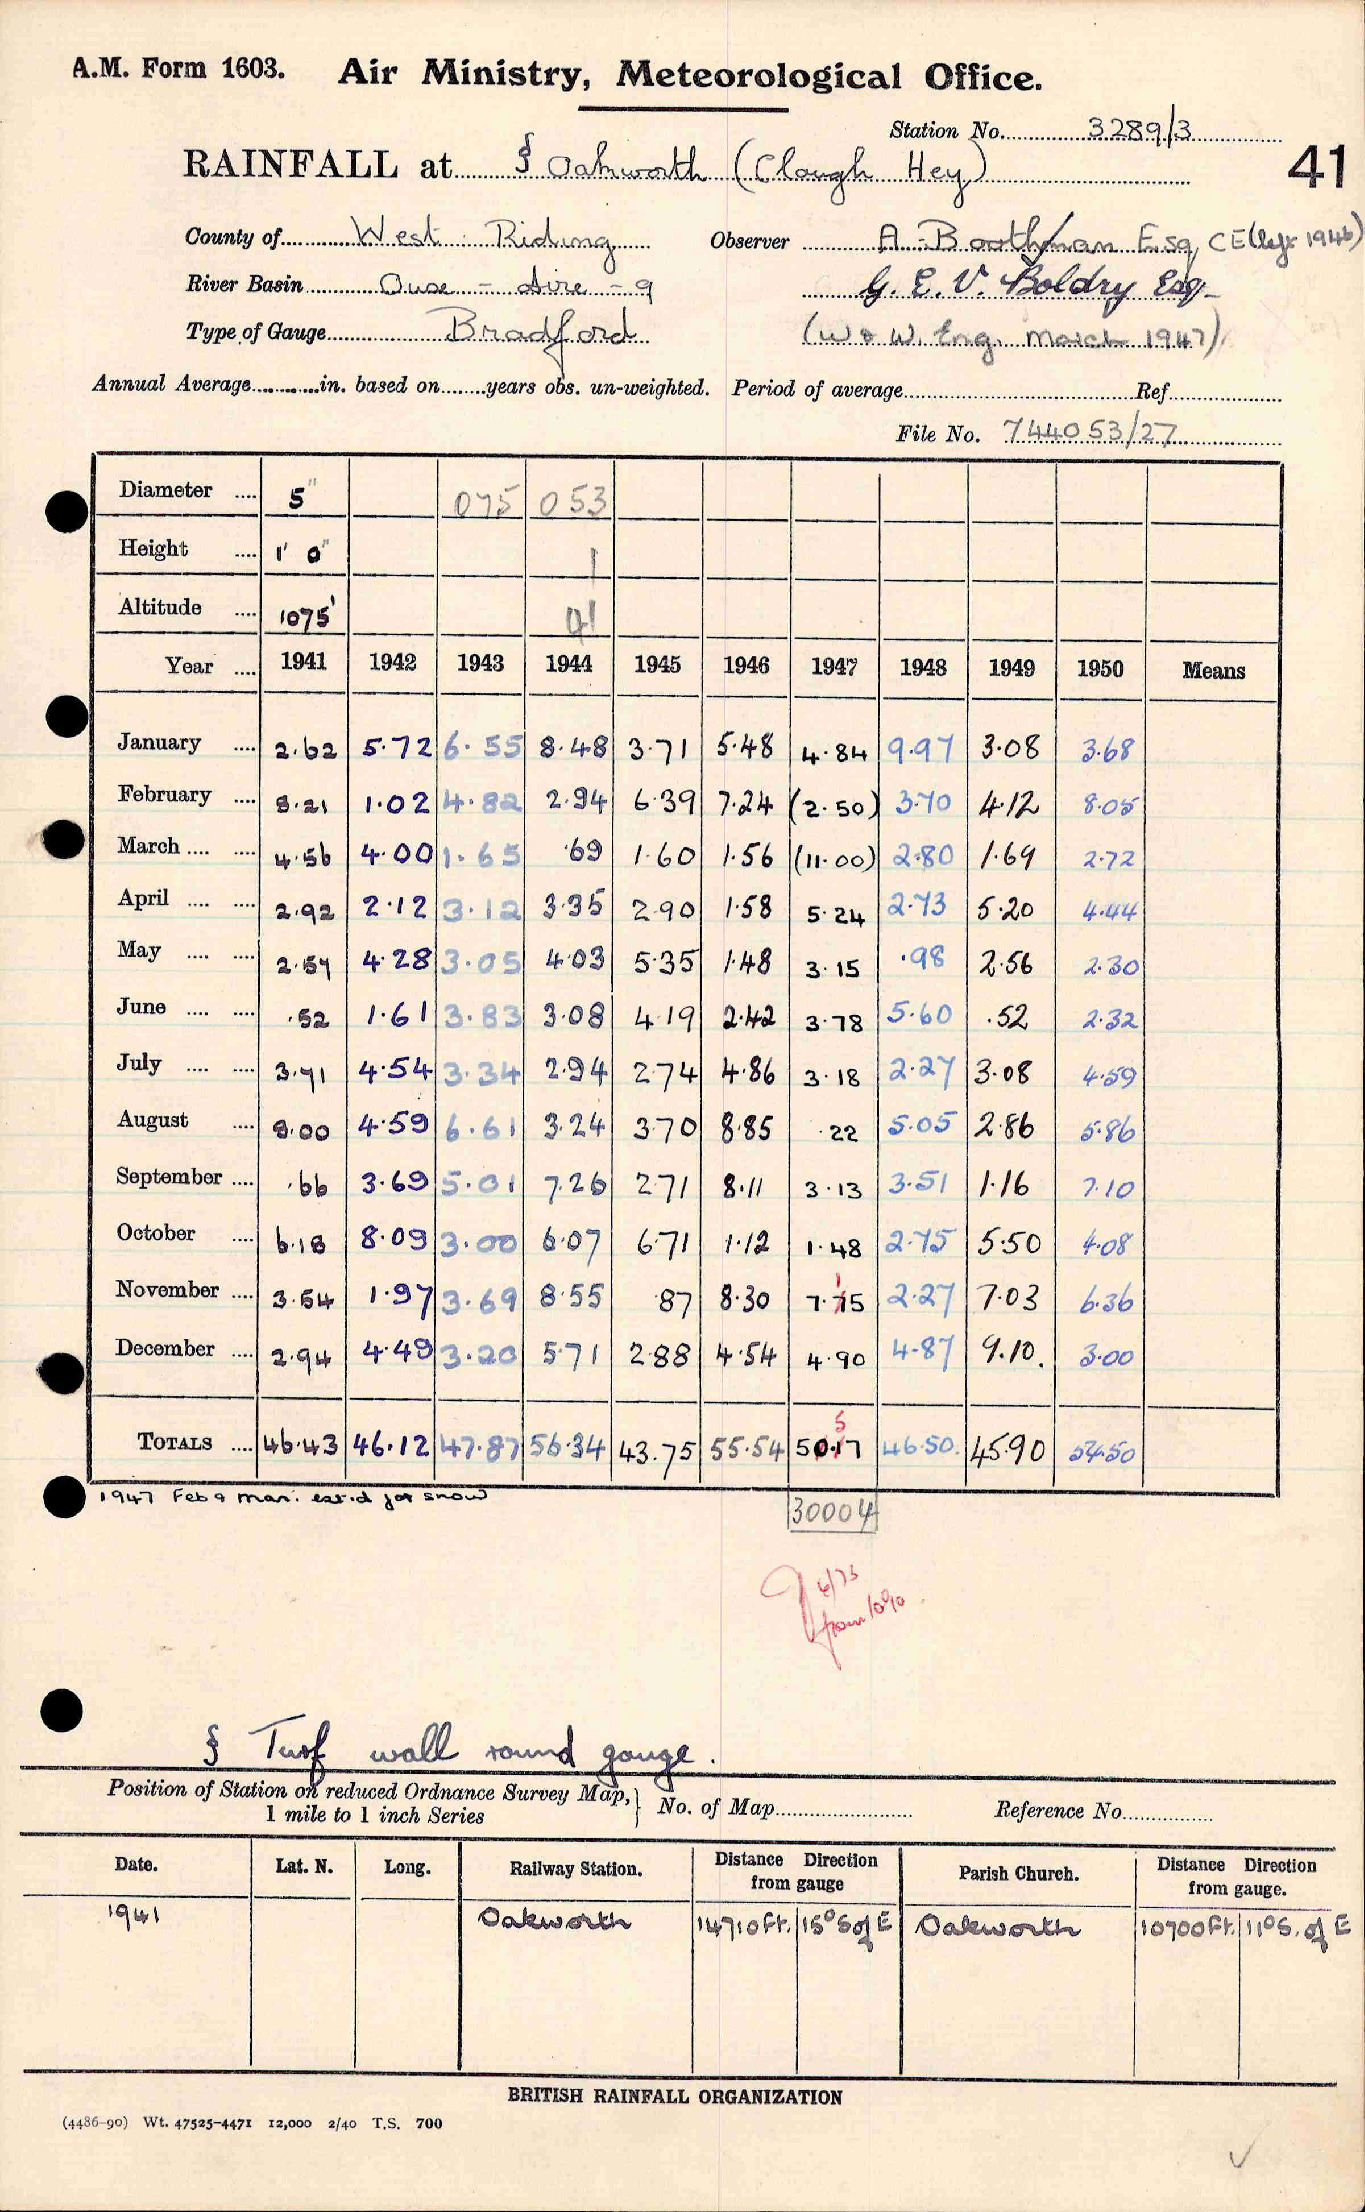 A.M. Form 1603. Air Ministry, Meteorological Office.
Station No. 3289/3
RAINFALL at § Oakworth (Clough Hey) 41
County of West Riding Observer A. Boothman Esq, CE (left 1946)
River Basin Ouse - Aire - 9 G. E. V. Boldry Esq
Type of Gauge Bradford (W & W. Eng. March 1947)
Annual Average in. based on years obs. un-weighted. Period of average Ref
File No. 744053/27
Diameter .... 5" 075 053
Height .... 1' 0" 1
Altitude .... 1075' 41
Year .... 1941 1942 1943 1944 1945 1946 1947 1948 1949 1950 Means
January .... 2.62 5.72 6.55 8.48 3.71 5.48 4.84 9.97 3.08 3.68
February .... 8.21 1.02 4.82 2.94 6.39 7.24 (2.50) 3.70 4.12 8.05
March .... .... 4.56 4.00 1.65 .69 1.60 1.56 (11.00) 2.80 1.69 2.72
April .... .... 2.92 2.12 3.12 3.35 2.90 1.58 5.24 2.73 5.20 4.44
May .... .... 2.57 4.28 3.05 4.03 5.35 1.48 3.15 .98 2.56 2.30
June .... .... .52 1.61 3.83 3.08 4.19 2.42 3.78 5.60 .52 2.32
July .... .... 3.71 4.54 3.34 2.94 2.74 4.86 3.18 2.27 3.08 4.59
August .... 8.00 4.59 6.61 3.24 3.70 8.85 .22 5.05 2.86 5.86
September .... .66 3.69 5.01 7.26 2.71 8.11 3.13 3.51 1.16 7.10
October .... 6.18 8.09 3.00 6.07 6.71 1.12 1.48 2.75 5.50 4.08
November .... 3.54 1.97 3.69 8.55 .87 8.30 7.15 2.27 7.03 6.36
December .... 2.94 4.49 3.20 5.71 2.88 4.54 4.90 4.87 9.10. 3.00
5
TOTALS .... 46.43 46.12 47.87 56.34 43.75 55.54 50.17 46.50. 45.90 54.50
1947 Feb & Mar: est.d for snow
30004
6/73
from 10%
§ Turf wall round gauge.
Position of Station on reduced Ordnance Survey Map, 1 mile to 1 inch Series } No. of Map Reference No.
Date. Lat. N. Long. Railway Station. Distance Direction from gauge Parish Church. Distance Direction from gauge.
1941 Oakworth 14710 Ft. 15° S of E Oakworth 10700 Ft. 11° S. of E
BRITISH RAINFALL ORGANIZATION
(4486-90) Wt. 47525-4471 12,000 2/40 T.S. 700